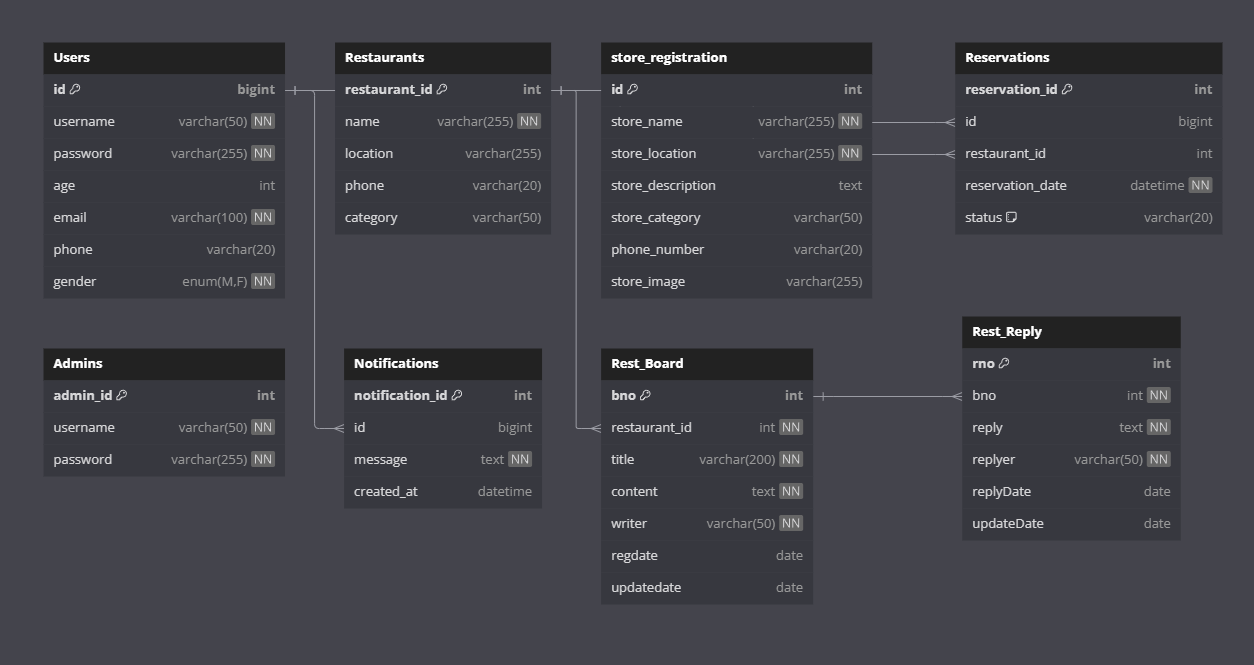 Users
id bigint
username varchar(50) NN
password varchar(255) NN
age int
email varchar(100) NN
phone varchar(20)
gender enum(M,F) NN
Restaurants
restaurant_id int
name varchar(255) NN
location varchar(255)
phone varchar(20)
category varchar(50)
store_registration
id int
store_name varchar(255) NN
store_location varchar(255) NN
store_description text
store_category varchar(50)
phone_number varchar(20)
store_image varchar(255)
Reservations
reservation_id int
id bigint
restaurant_id int
reservation_date datetime NN
status varchar(20)
Admins
admin_id int
username varchar(50) NN
password varchar(255) NN
Notifications
notification_id int
id bigint
message text NN
created_at datetime
Rest_Board
bno int
restaurant_id int NN
title varchar(200) NN
content text NN
writer varchar(50) NN
regdate date
updatedate date
Rest_Reply
rno int
bno int NN
reply text NN
replyer varchar(50) NN
replyDate date
updateDate date